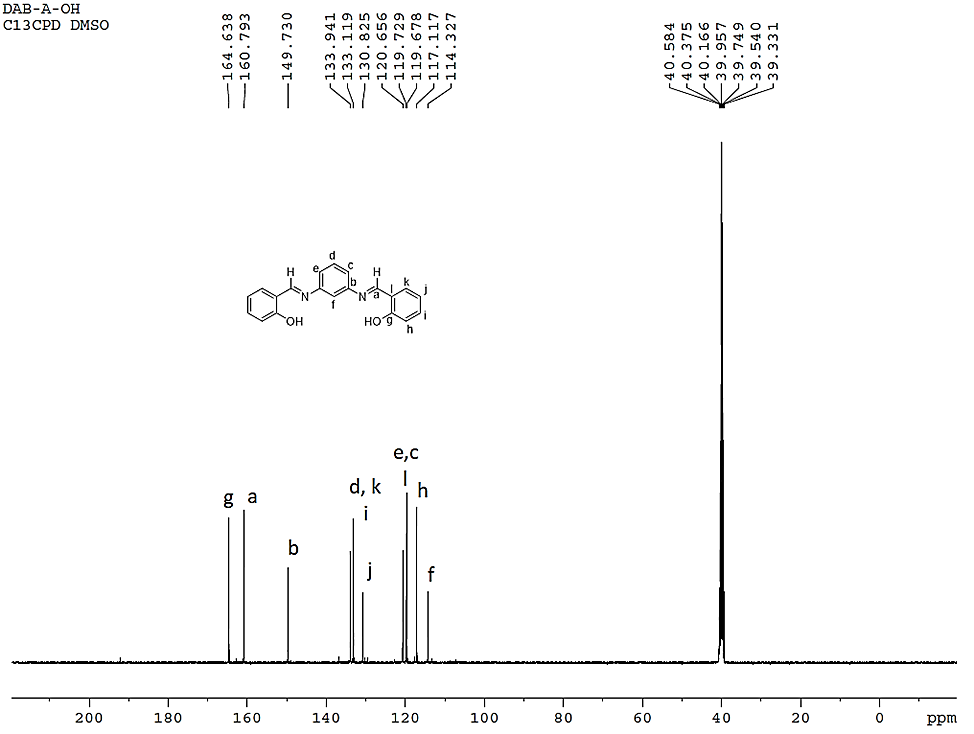 DAB-A-OH
C13CPD DMSO
164.638
160.793
149.730
133.941
133.119
130.825
120.656
119.729
119.678
117.117
114.327
40.584
40.375
40.166
39.957
39.749
39.540
39.331
d
H e c H
b k
N N a l j
f
OH HO g i
h
e,c
g a d, k l h
i
b j f
200 180 160 140 120 100 80 60 40 20 0 ppm